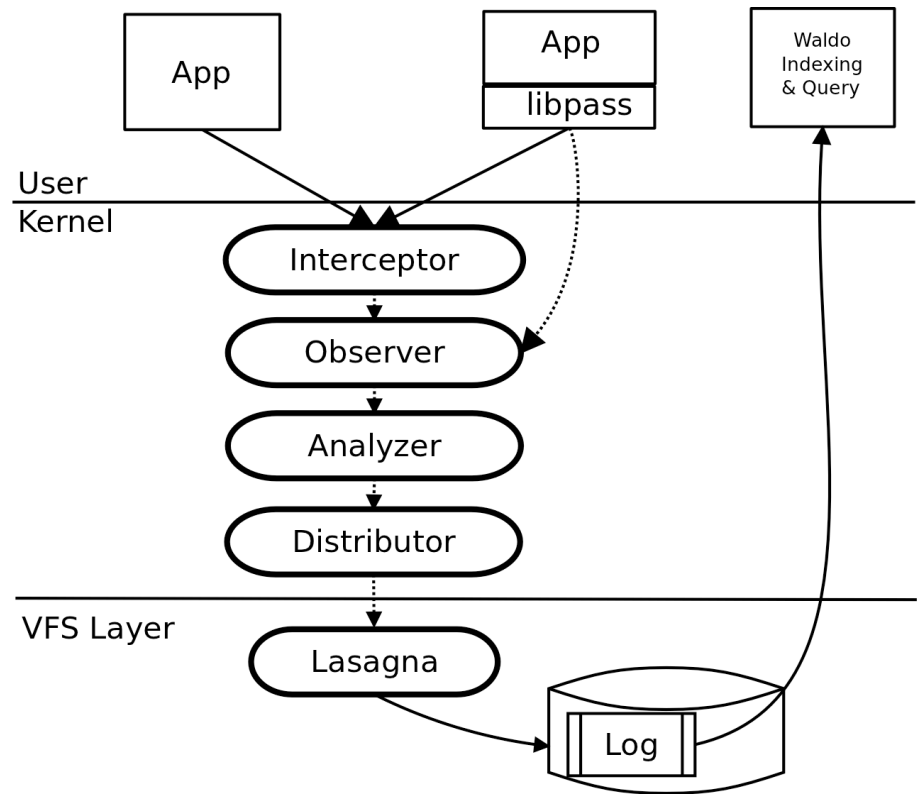 App
App
libpass
Waldo
Indexing
& Query
User
Kernel
Interceptor
Observer
Analyzer
Distributor
VFS Layer
Lasagna
Log